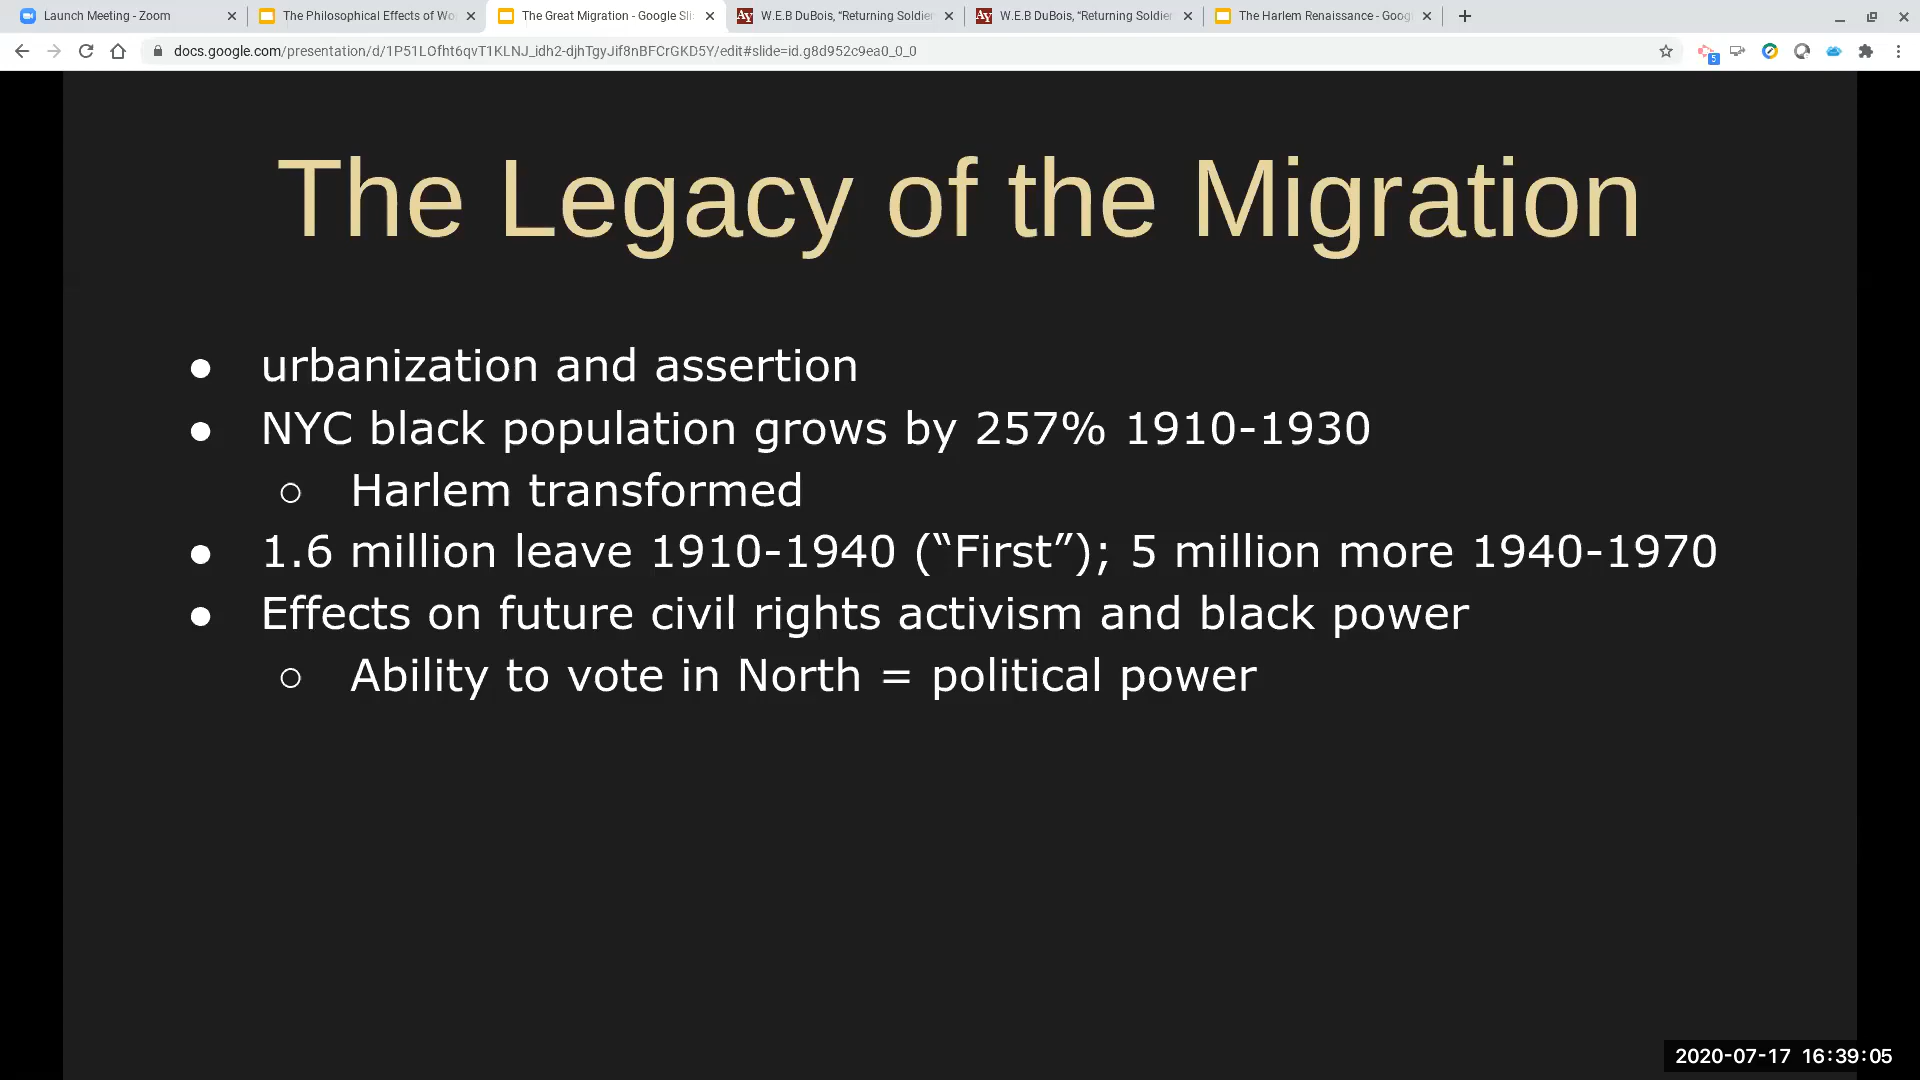 Launch Meeting - Zoom
The Philosophical Effects of Wo
The Great Migration - Google Sli
W.E.B DuBois, “Returning Soldier
W.E.B DuBois, “Returning Soldier
The Harlem Renaissance - Goog
docs.google.com/presentation/d/1P51LOfht6qvT1KLNJ_idh2-djhTgyJif8nBFCrGKD5Y/edit#slide=id.g8d952c9ea0_0_0
5
The Legacy of the Migration
● urbanization and assertion
● NYC black population grows by 257% 1910-1930
○ Harlem transformed
● 1.6 million leave 1910-1940 (“First”); 5 million more 1940-1970
● Effects on future civil rights activism and black power
○ Ability to vote in North = political power
2020-07-17 16:39:05